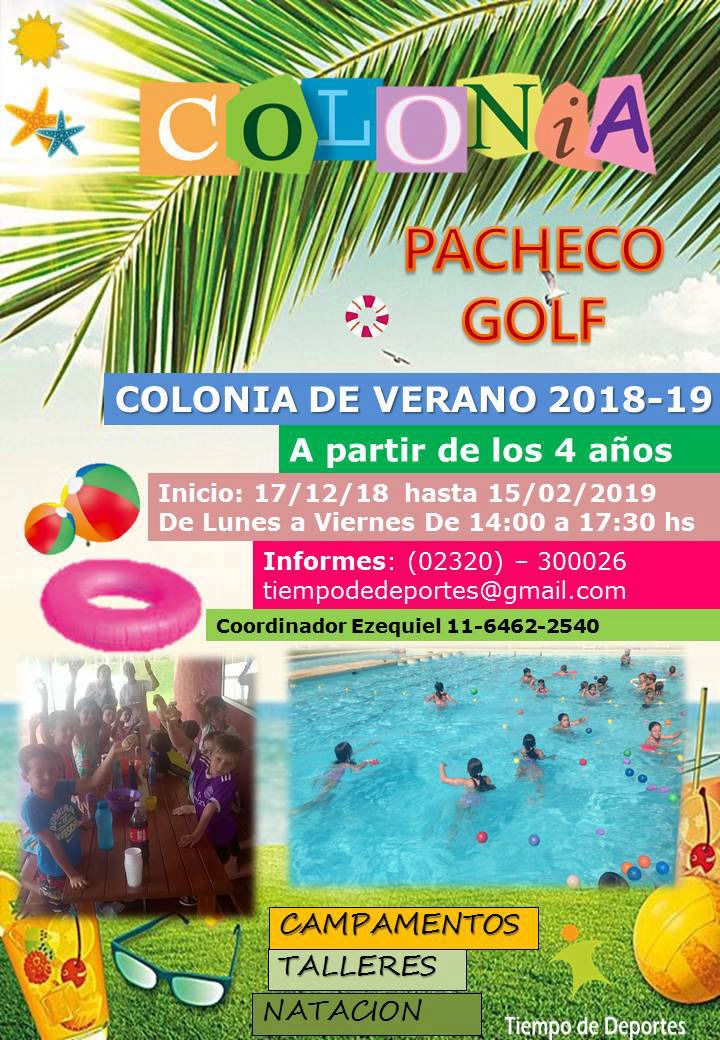 COLONiA
PACHECO
GOLF
COLONIA DE VERANO 2018-19
A partir de los 4 años
Inicio: 17/12/18 hasta 15/02/2019
De Lunes a Viernes De 14:00 a 17:30 hs
Informes: (02320) – 300026
tiempodedeportes@gmail.com
Coordinador Ezequiel 11-6462-2540
CAMPAMENTOS
TALLERES
NATACION
Tiempo de Deportes